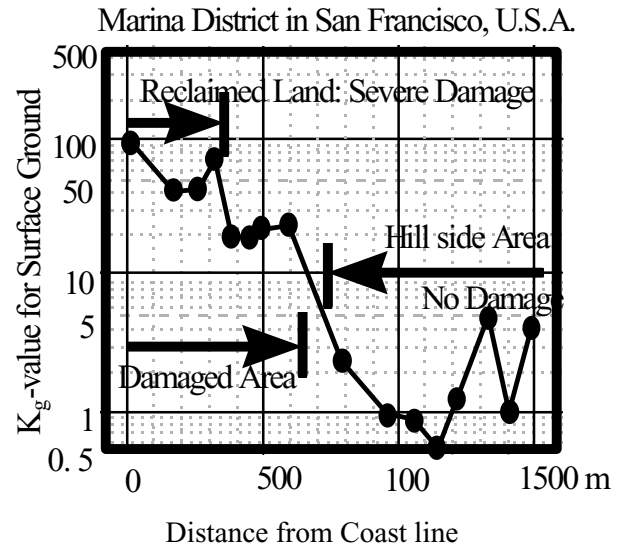 Marina District in San Francisco, U.S.A.
500
Reclaimed Land: Severe Damage
100
50
Hill side Area
10
No Damage
5
Damaged Area
1
0. 5
Kg-value for Surface Ground
0 500 100 1500 m
Distance from Coast line